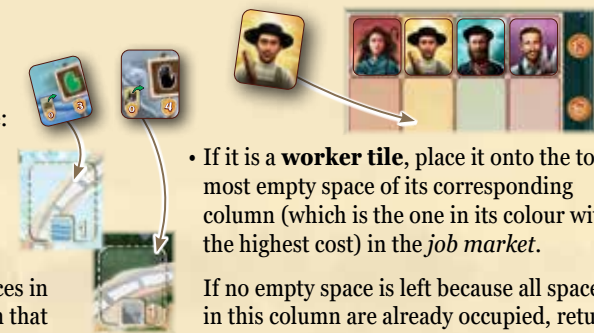 :
• If it is a worker tile, place it onto the to
most empty space of its corresponding
column (which is the one in its colour wi
the highest cost) in the job market.
ces in
that
If no empty space is left because all space
in this column are already occupied, retu